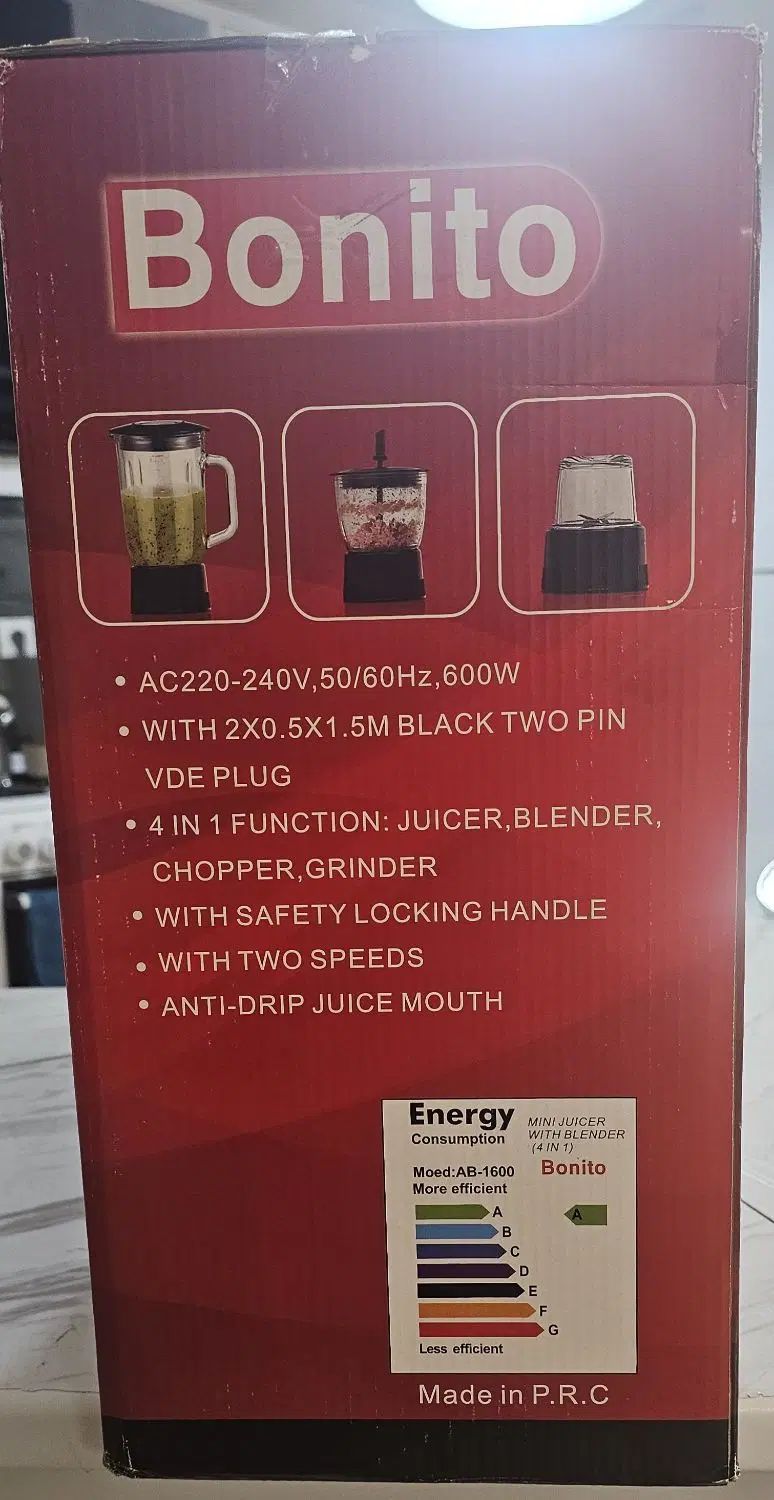 Bonito
• AC220-240V,50/60Hz,600W
• WITH 2X0.5X1.5M BLACK TWO PIN
VDE PLUG
• 4 IN 1 FUNCTION: JUICER,BLENDER,
CHOPPER,GRINDER
• WITH SAFETY LOCKING HANDLE
• WITH TWO SPEEDS
• ANTI-DRIP JUICE MOUTH
Energy
Consumption
MINI JUICER
WITH BLENDER
(4 IN 1)
Bonito
Moed:AB-1600
More efficient
A
A
B
C
D
E
F
G
Less efficient
Made in P.R.C